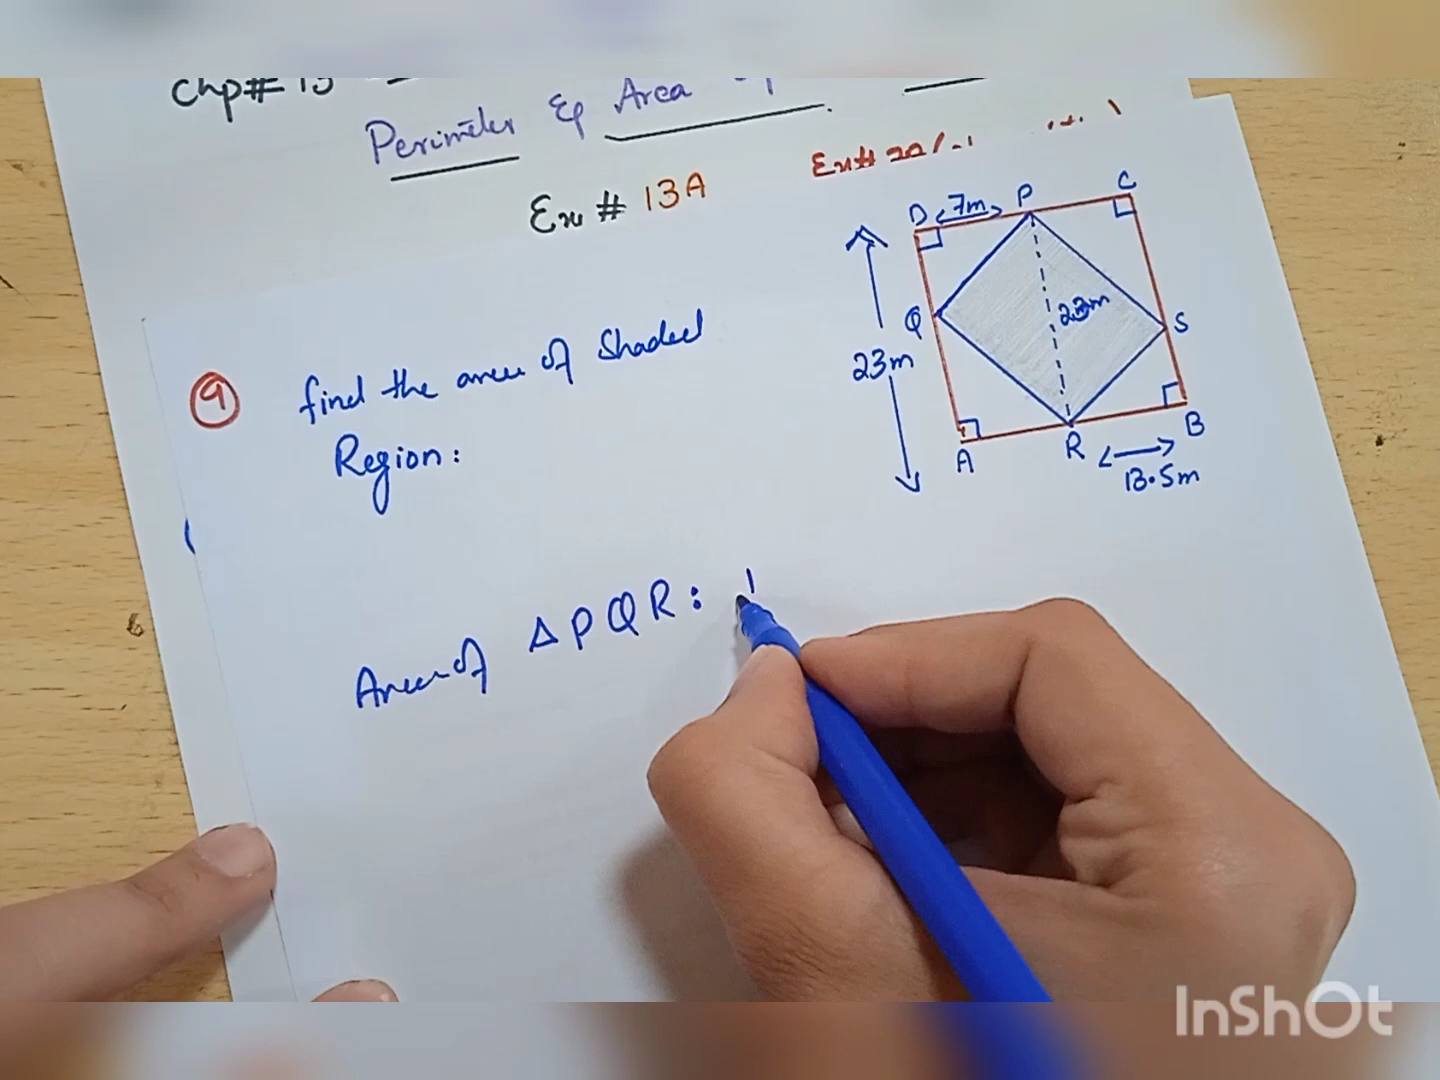 Chp# 13
Perimeter & Area
Ex # 13A
D 7m P C
Q 23m S
23m
A R B
13.5m
9 find the area of Shaded
Region:
Area of Δ PQR: 1
InShOt